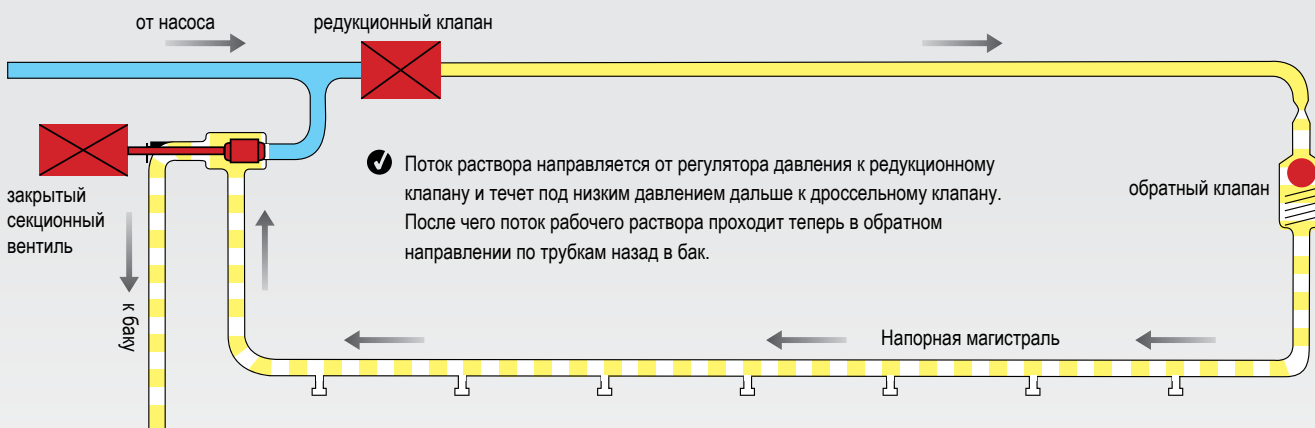 от насоса
редукционный клапан
Поток раствора направляется от регулятора давления к редукционному
клапану и течет под низким давлением дальше к дроссельному клапану.
После чего поток рабочего раствора проходит теперь в обратном
направлении по трубкам назад в бак.
обратный клапан
закрытый
секционный
вентиль
к баку
Напорная магистраль